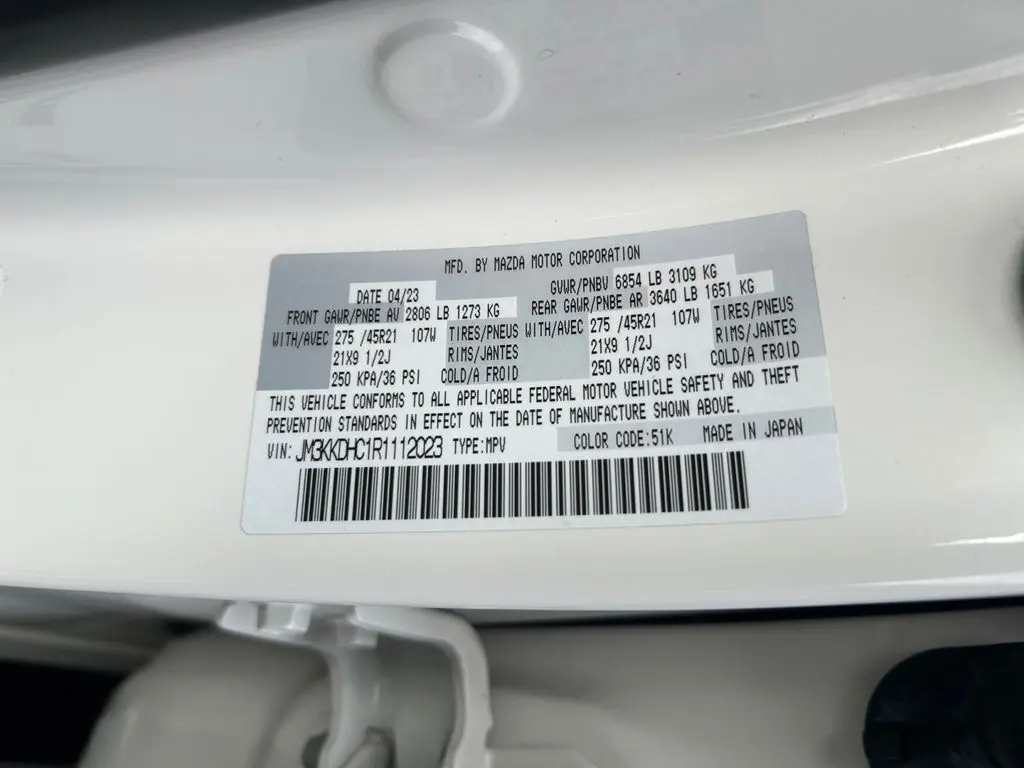 MFD. BY MAZDA MOTOR CORPORATION
DATE 04/23 GVWR/PNBV 6854 LB 3109 KG
FRONT GAWR/PNBE AV 2806 LB 1273 KG REAR GAWR/PNBE AR 3640 LB 1651 KG
WITH/AVEC 275 /45R21 107W TIRES/PNEUS WITH/AVEC 275 /45R21 107W TIRES/PNEUS
21X9 1/2J RIMS/JANTES 21X9 1/2J RIMS/JANTES
250 KPA/36 PSI COLD/A FROID 250 KPA/36 PSI COLD/A FROID
THIS VEHICLE CONFORMS TO ALL APPLICABLE FEDERAL MOTOR VEHICLE SAFETY AND THEFT
PREVENTION STANDARDS IN EFFECT ON THE DATE OF MANUFACTURE SHOWN ABOVE.
VIN: JM3KKDHC1R1112023 TYPE:MPV COLOR CODE:51K MADE IN JAPAN